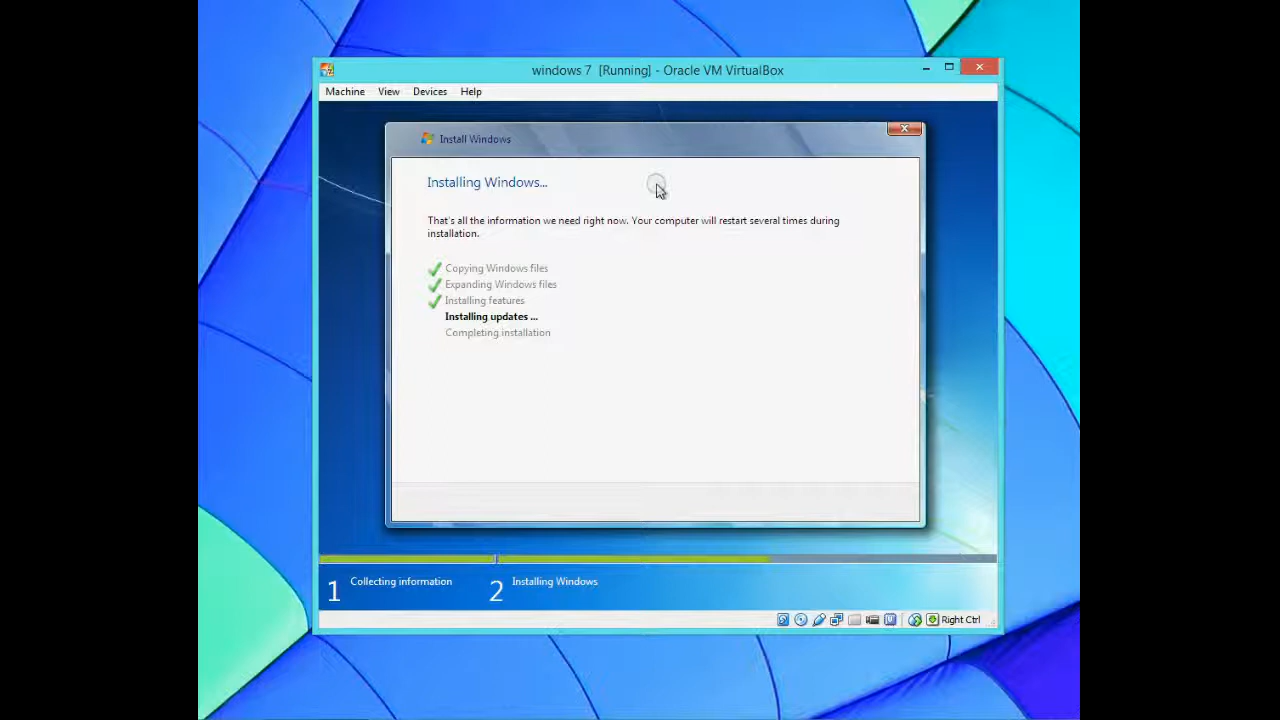 windows 7 [Running] - Oracle VM VirtualBox
Machine View Devices Help
Install Windows
Installing Windows...
That's all the information we need right now. Your computer will restart several times during
installation.
Copying Windows files
Expanding Windows files
Installing features
Installing updates ...
Completing installation
1 Collecting information 2 Installing Windows
Right Ctrl